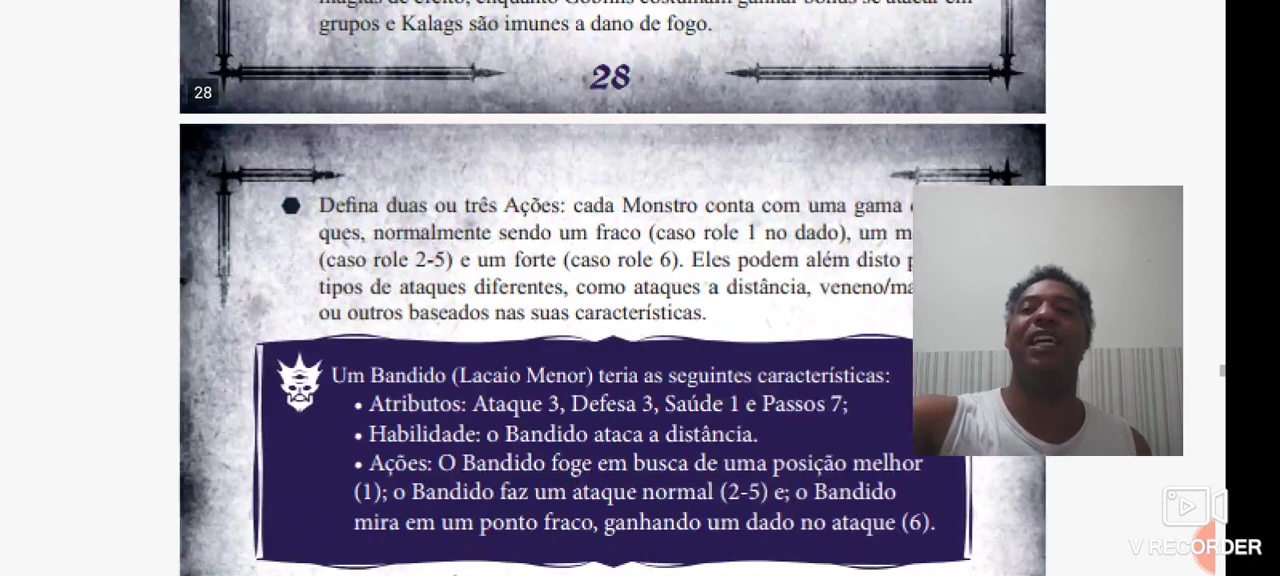 grupos e Kalags são imunes a dano de fogo.
28
28
Defina duas ou três Ações: cada Monstro conta com uma gama
ques, normalmente sendo um fraco (caso role 1 no dado), um
(caso role 2-5) e um forte (caso role 6). Eles podem além disto
tipos de ataques diferentes, como ataques a distância,
ou outros baseados nas suas características.
Um Bandido (Lacaio Menor) teria as seguintes características:
• Atributos: Ataque 3, Defesa 3, Saúde 1 e Passos 7;
• Habilidade: o Bandido ataca a distância.
• Ações: O Bandido foge em busca de uma posição melhor
(1); o Bandido faz um ataque normal (2-5) e; o Bandido
mira em um ponto fraco, ganhando um dado no ataque (6).
V RECORDER